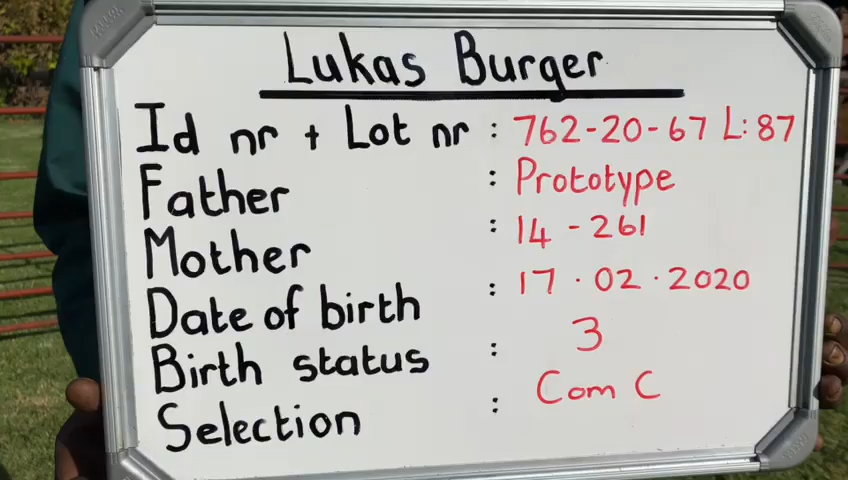 Lukas Burger
Id nr + Lot nr : 762-20-67 L: 87
Father : Prototype
Mother : 14 - 261
Date of birth : 17 . 02 . 2020
Birth status : 3
Selection : Com C